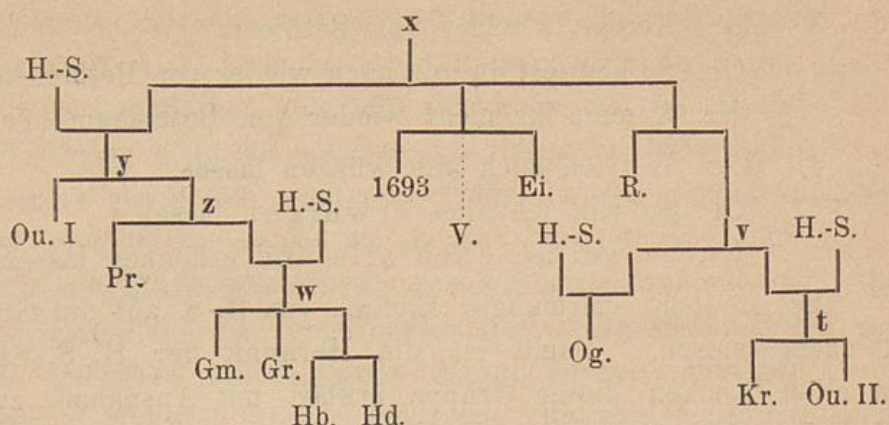 x
H.-S.
y
1693 Ei. R.
z H.-S.
Ou. I V. H.-S. v H.-S.
Pr.
w
t
Gm. Gr. Og.
Kr. Ou. II.
Hb. Hd.